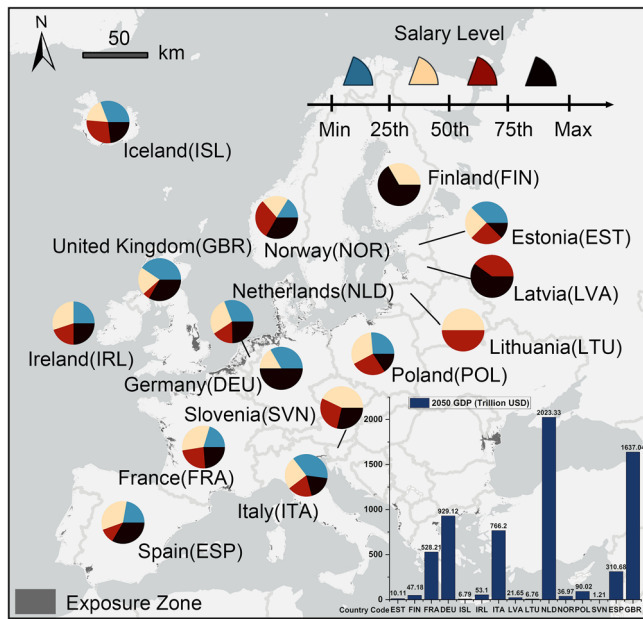 N
50
km
Salary Level
Min 25th 50th 75th Max
Iceland(ISL)
Finland(FIN)
United Kingdom(GBR)
Norway(NOR)
Estonia(EST)
Netherlands(NLD)
Latvia(LVA)
Ireland(IRL)
Germany(DEU)
Poland(POL)
Lithuania(LTU)
Slovenia(SVN)
France(FRA)
Italy(ITA)
Spain(ESP)
Exposure Zone
2050 GDP (Trillion USD)
2000
1500
1000
500
0
10.11 47.18 528.21 929.12 6.79 53.1 766.2 21.65 6.76 2023.33 36.97 90.02 1.21 310.68 1637.04
Country Code EST FIN FRA DEU ISL IRL ITA LVA LTU NLD NOR POL SVN ESP GBR